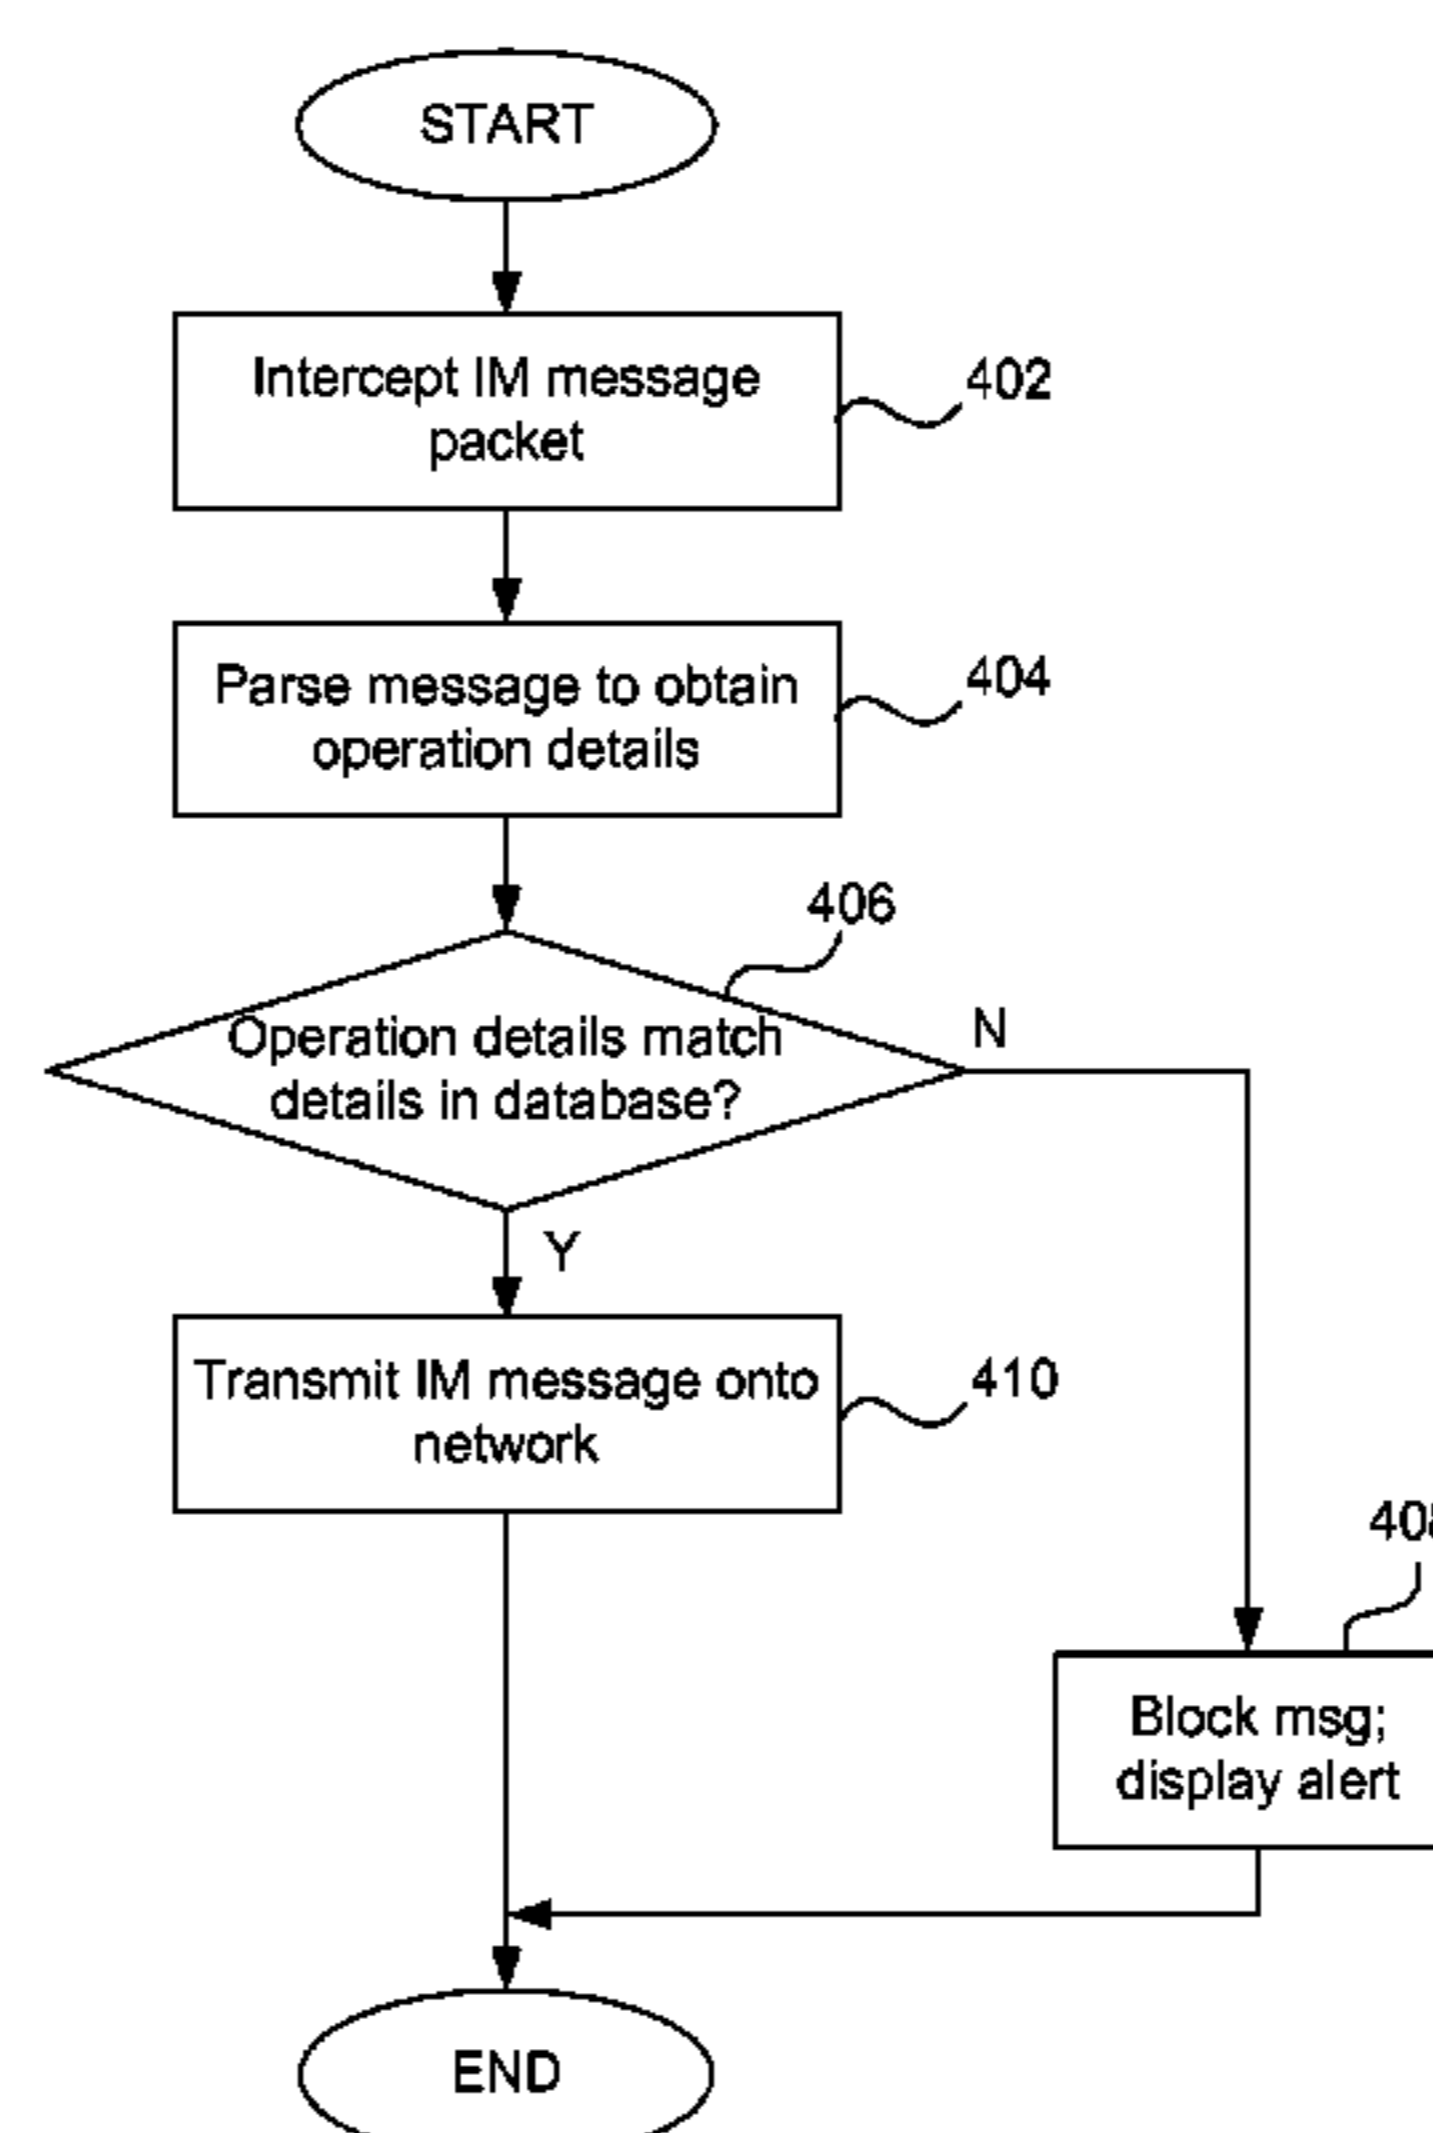 START
Intercept IM message
packet
402
Parse message to obtain
operation details
404
406
Operation details match
details in database?
N
Y
Transmit IM message onto
network
410
Block msg;
display alert
END